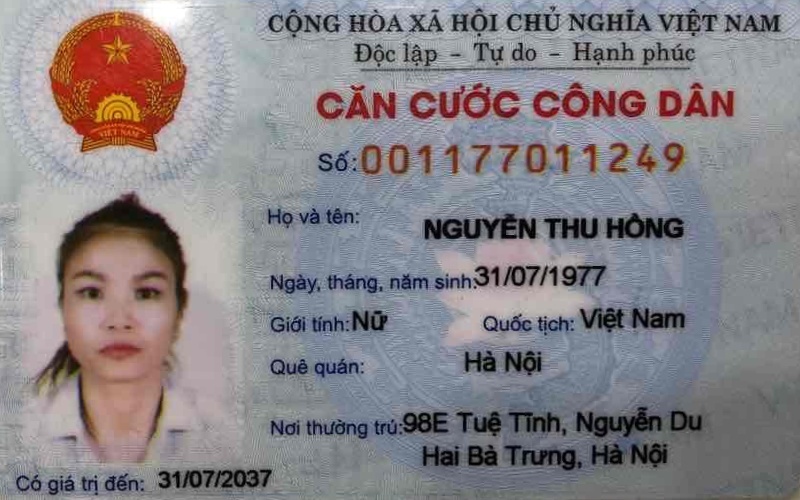 CỘNG HÒA XÃ HỘI CHỦ NGHĨA VIỆT NAM
Độc lập - Tự do - Hạnh phúc
CĂN CƯỚC CÔNG DÂN
Số: 001177011249
Họ và tên: NGUYỄN THU HỒNG
Ngày, tháng, năm sinh: 31/07/1977
Giới tính: Nữ Quốc tịch: Việt Nam
Quê quán: Hà Nội
Nơi thường trú: 98E Tuệ Tĩnh, Nguyễn Du
Hai Bà Trưng, Hà Nội
Có giá trị đến: 31/07/2037
VIỆT NAM